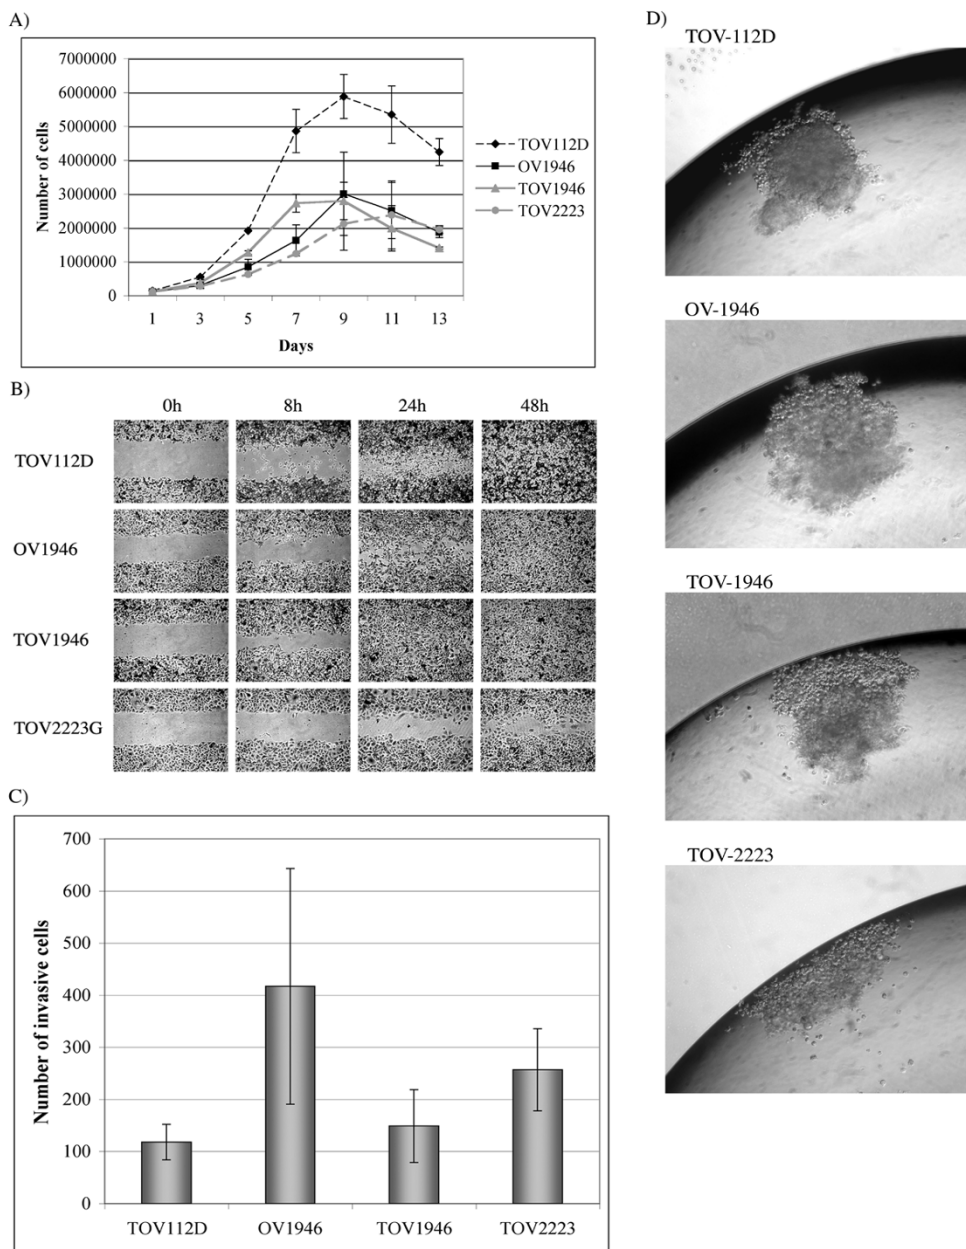 A)
7000000
6000000
5000000
4000000
3000000
2000000
1000000
0
Number of cells
1 3 5 7 9 11 13
Days
TOV112D
OV1946
TOV1946
TOV2223
B)
0h 8h 24h 48h
TOV112D
OV1946
TOV1946
TOV2223G
C)
700
600
500
400
300
200
100
0
Number of invasive cells
TOV112D OV1946 TOV1946 TOV2223
D)
TOV-112D
OV-1946
TOV-1946
TOV-2223